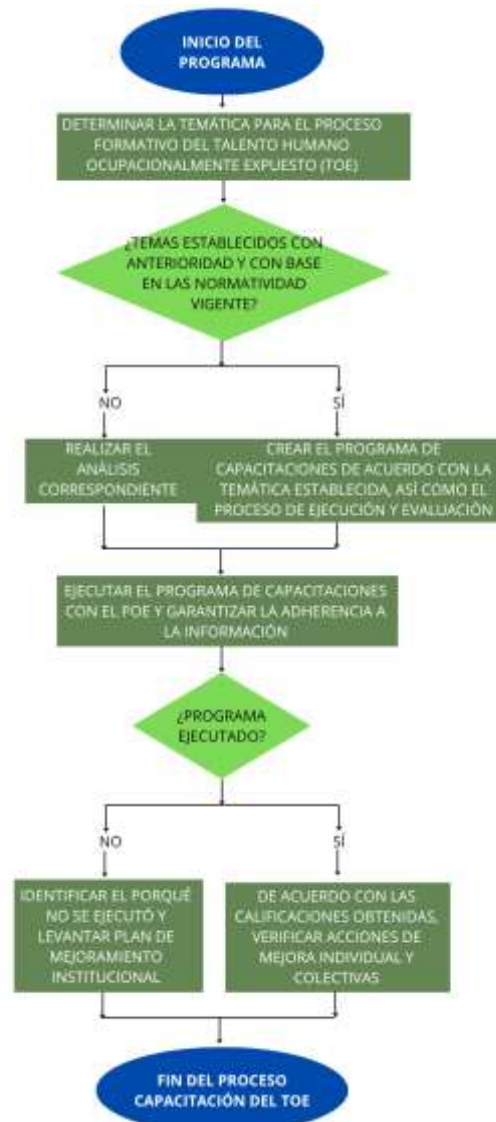 INICIO DEL
PROGRAMA
DETERMINAR LA TEMÁTICA PARA EL PROCESO
FORMATIVO DEL TALENTO HUMANO
OCUPACIONALMENTE EXPUESTO (TOE)
¿TEMAS ESTABLECIDOS CON
ANTERIORIDAD Y CON BASE
EN LAS NORMATIVIDAD
VIGENTE?
NO
SÍ
REALIZAR EL
ANÁLISIS
CORRESPONDIENTE
CREAR EL PROGRAMA DE
CAPACITACIONES DE ACUERDO CON LA
TEMÁTICA ESTABLECIDA, ASÍ COMO EL
PROCESO DE EJECUCIÓN Y EVALUACIÓN
EJECUTAR EL PROGRAMA DE CAPACITACIONES
CON EL POE Y GARANTIZAR LA ADHERENCIA A
LA INFORMACIÓN
¿PROGRAMA
EJECUTADO?
NO
SÍ
IDENTIFICAR EL PORQUÉ
NO SE EJECUTÓ Y
LEVANTAR PLAN DE
MEJORAMIENTO
INSTITUCIONAL
DE ACUERDO CON LAS
CALIFICACIONES OBTENIDAS,
VERIFICAR ACCIONES DE
MEJORA INDIVIDUAL Y
COLECTIVAS
FIN DEL PROCESO
CAPACITACIÓN DEL TOE